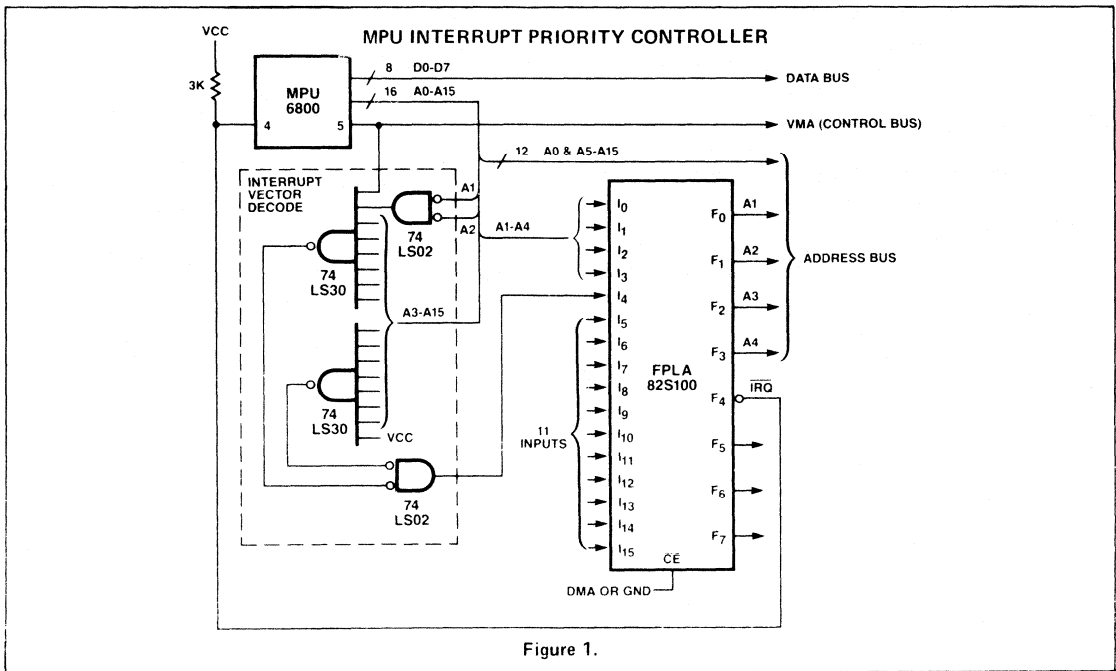 MPU INTERRUPT PRIORITY CONTROLLER
VCC
3K
MPU
6800
4
5
8 D0-D7
16 A0-A15
DATA BUS
VMA (CONTROL BUS)
12 A0 & A5-A15
INTERRUPT
VECTOR
DECODE
A1
A2
74
LS02
A1-A4
74
LS30
A3-A15
74
LS30
VCC
74
LS02
I0
I1
I2
I3
I4
I5
I6
I7
I8
I9
I10
I11
I12
I13
I14
I15
11
INPUTS
FPLA
82S100
F0
F1
F2
F3
F4
F5
F6
F7
A1
A2
A3
A4
IRQ
ADDRESS BUS
CE
DMA OR GND
Figure 1.